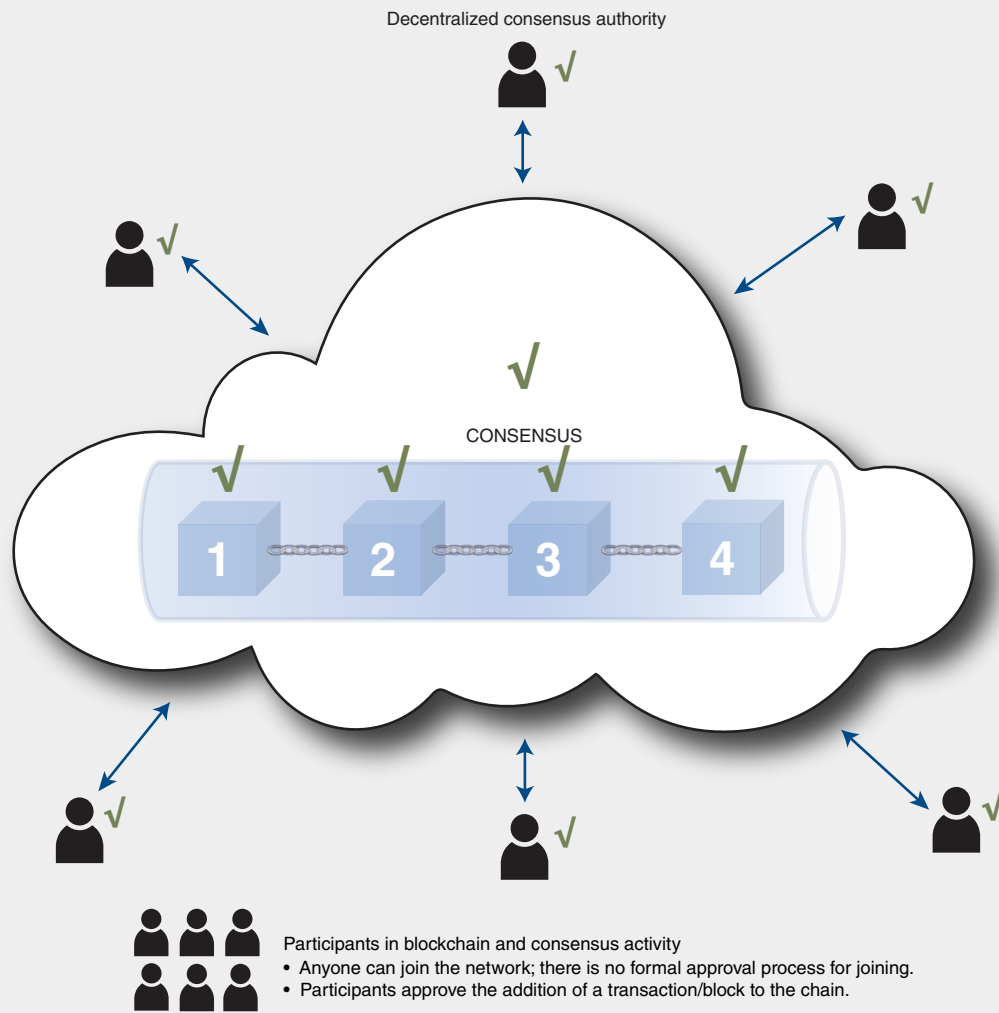 Decentralized consensus authority
√
√
√
√
CONSENSUS
√ √ √ √
1 2 3 4
√
√
√
Participants in blockchain and consensus activity
• Anyone can join the network; there is no formal approval process for joining.
• Participants approve the addition of a transaction/block to the chain.